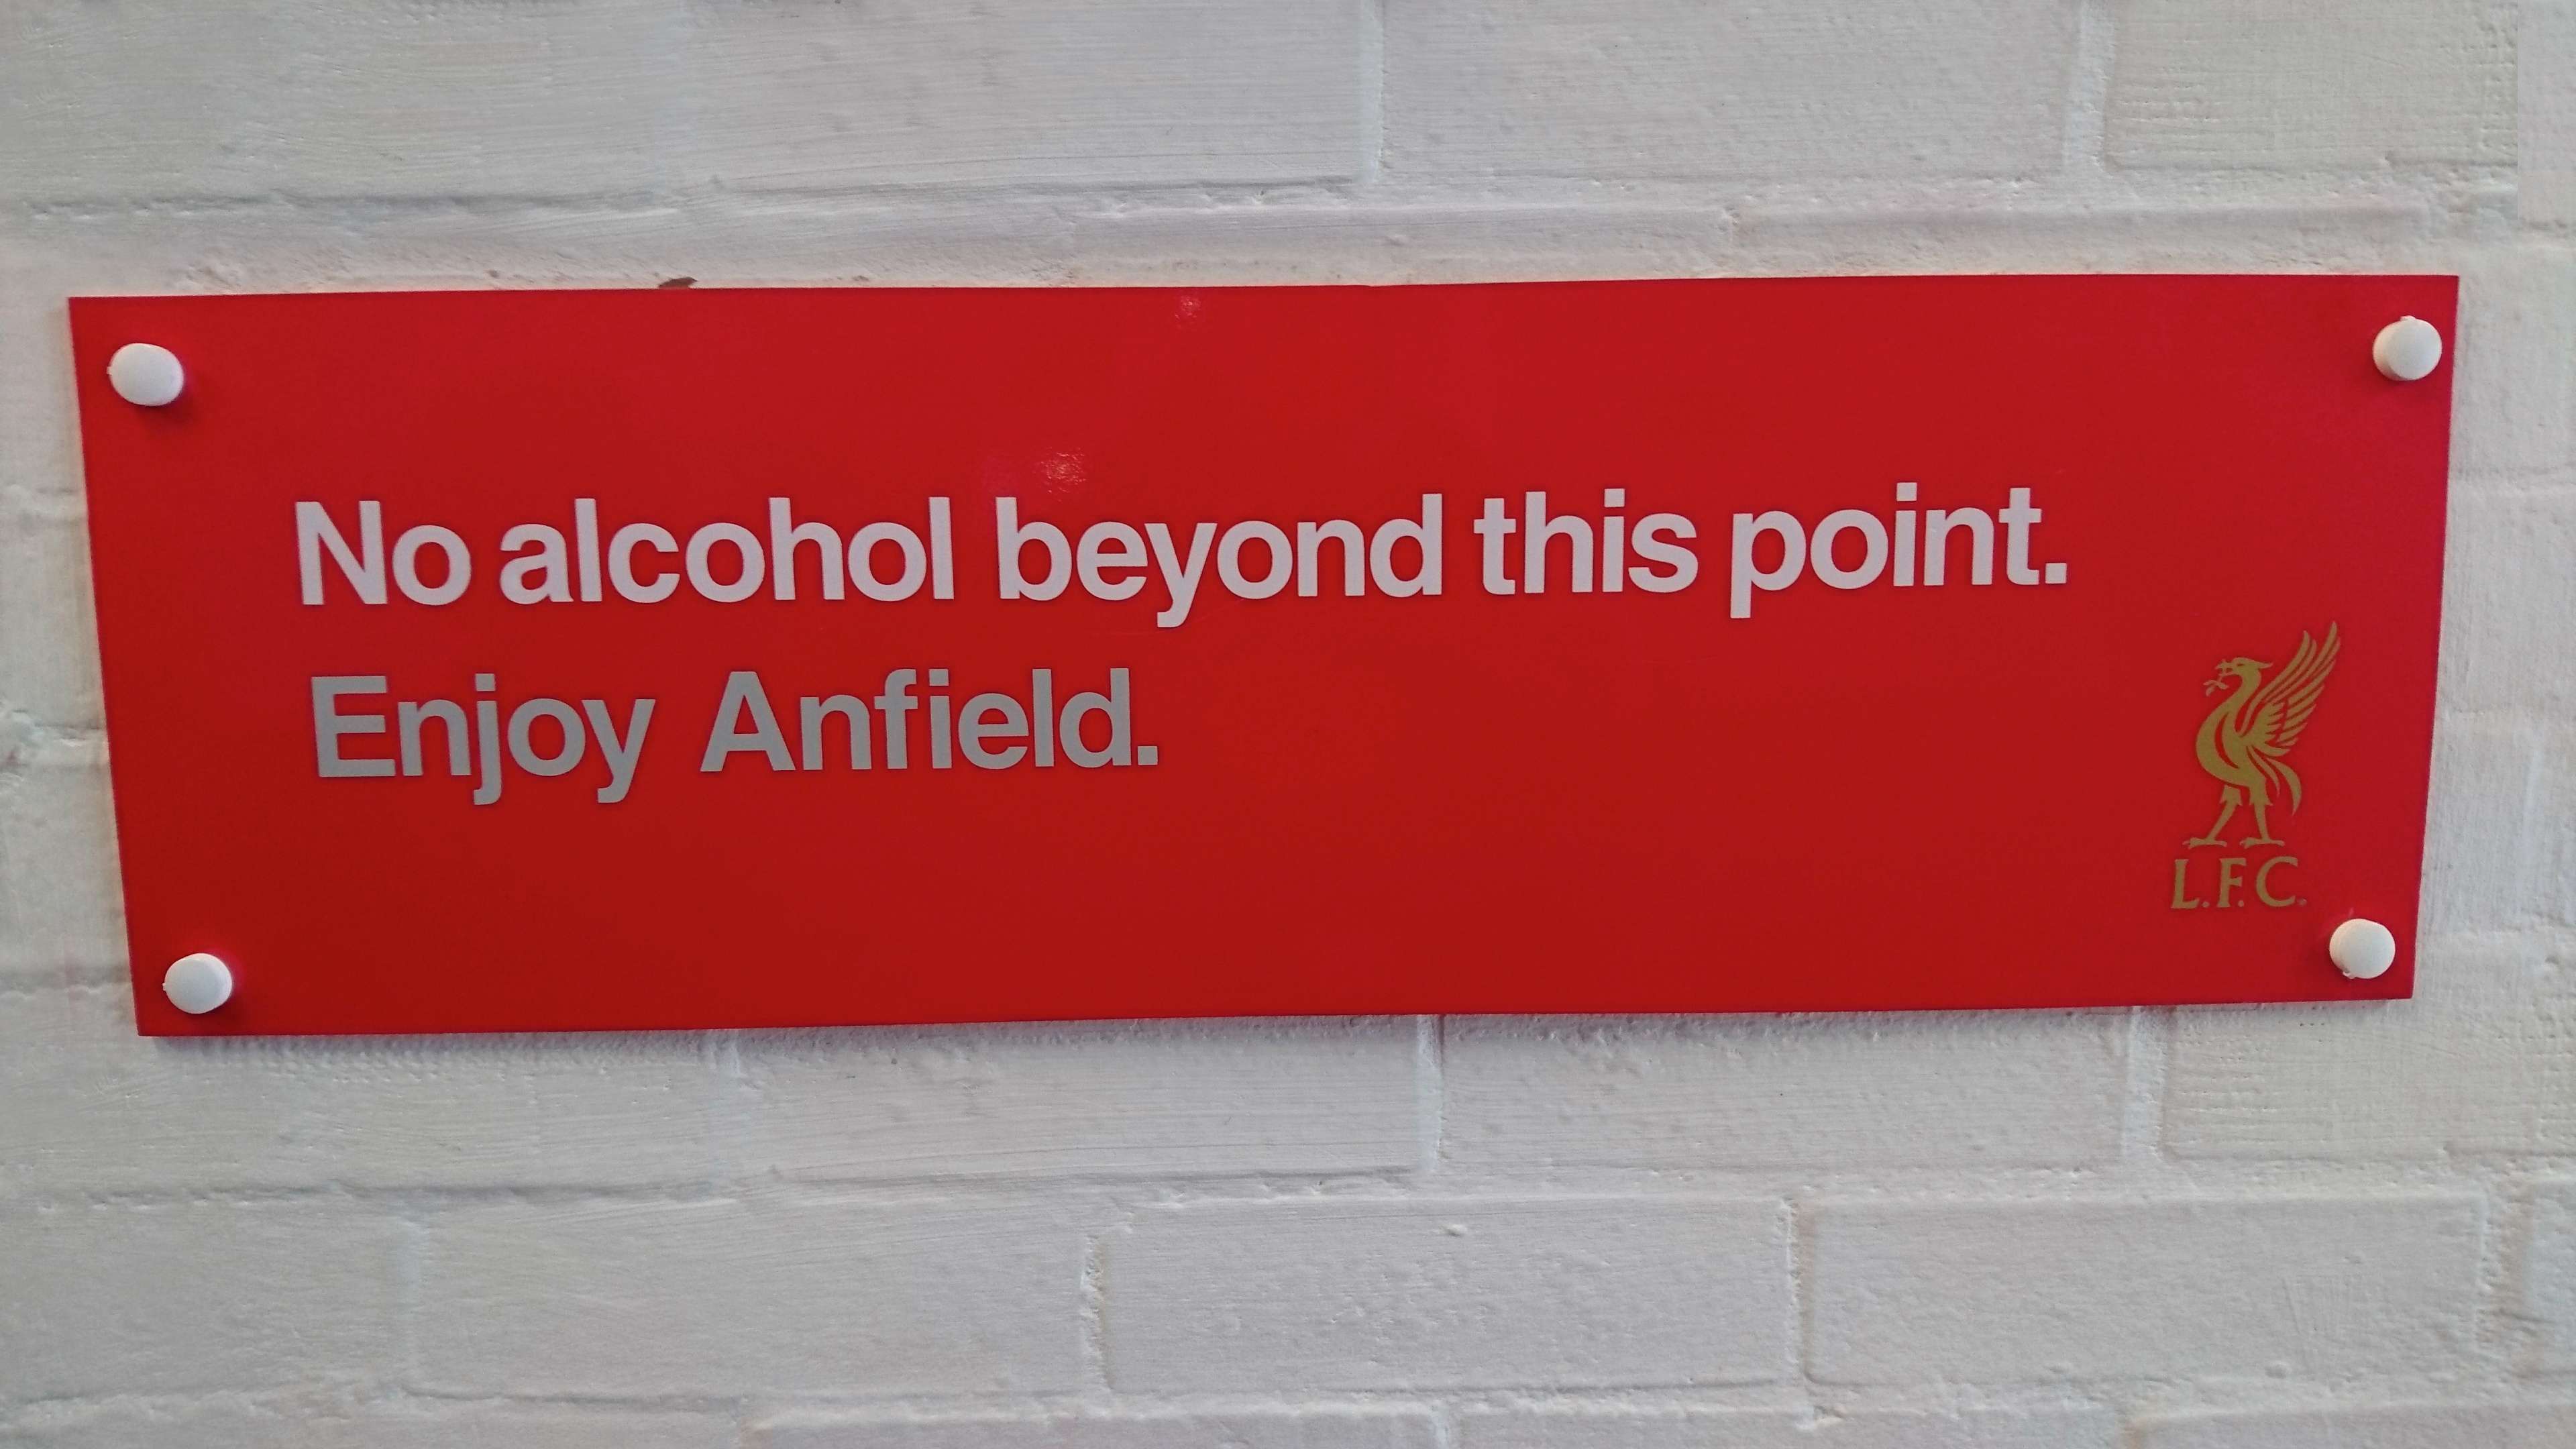 No alcohol beyond this point.
Enjoy Anfield.
L.F.C.